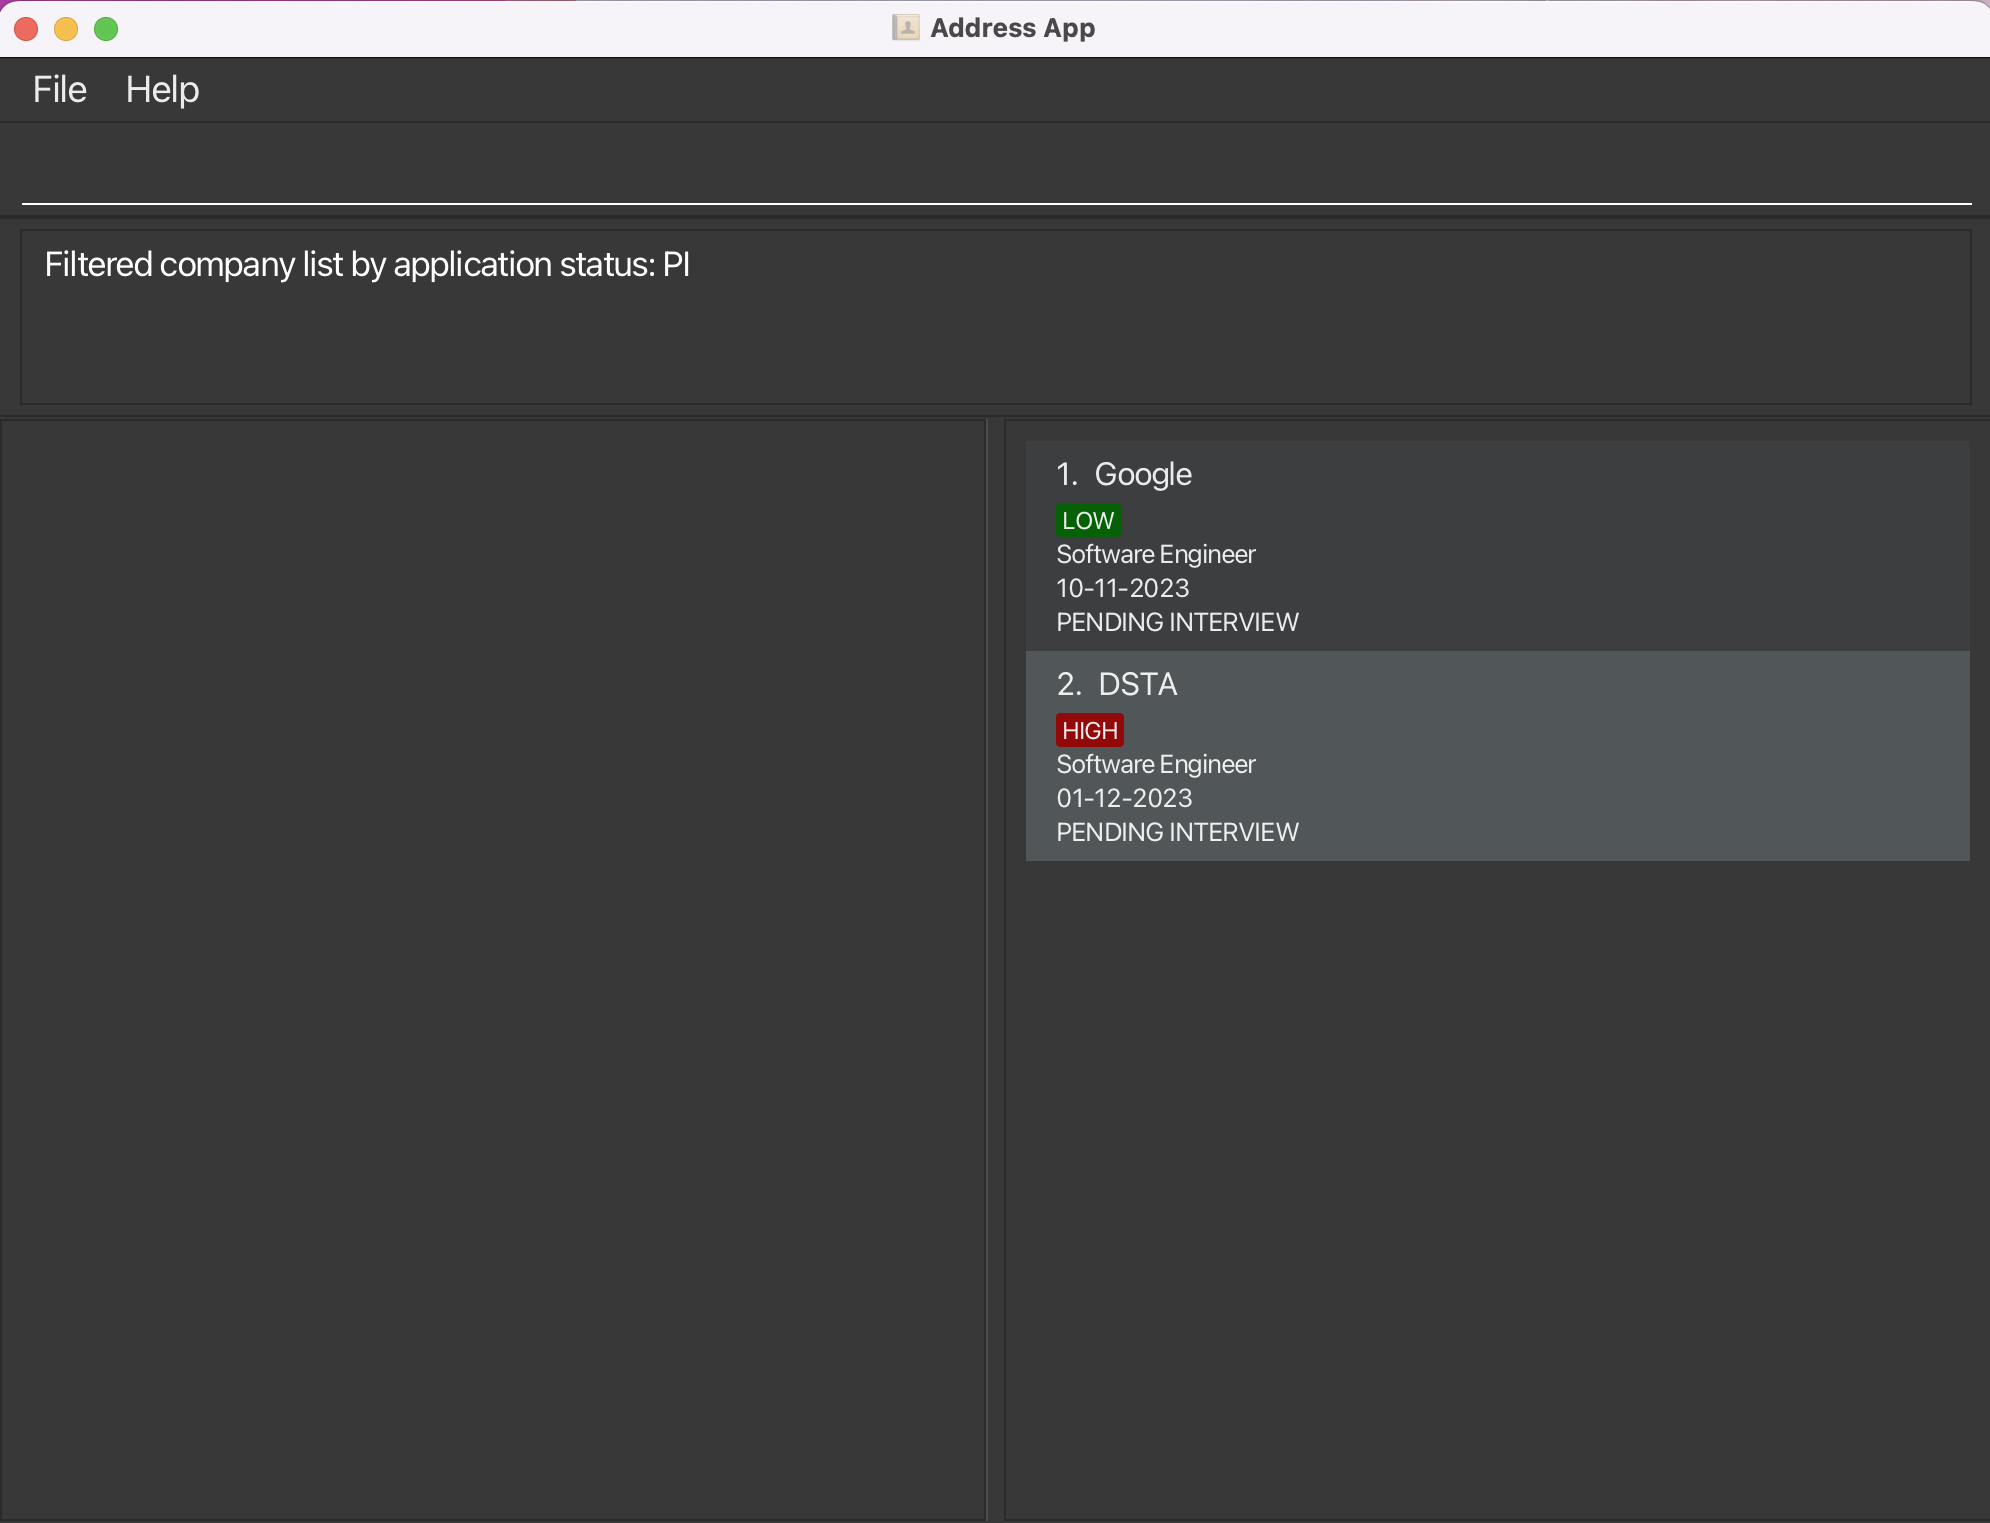 Address App
File Help
Filtered company list by application status: PI
1. Google
LOW
Software Engineer
10-11-2023
PENDING INTERVIEW
2. DSTA
HIGH
Software Engineer
01-12-2023
PENDING INTERVIEW